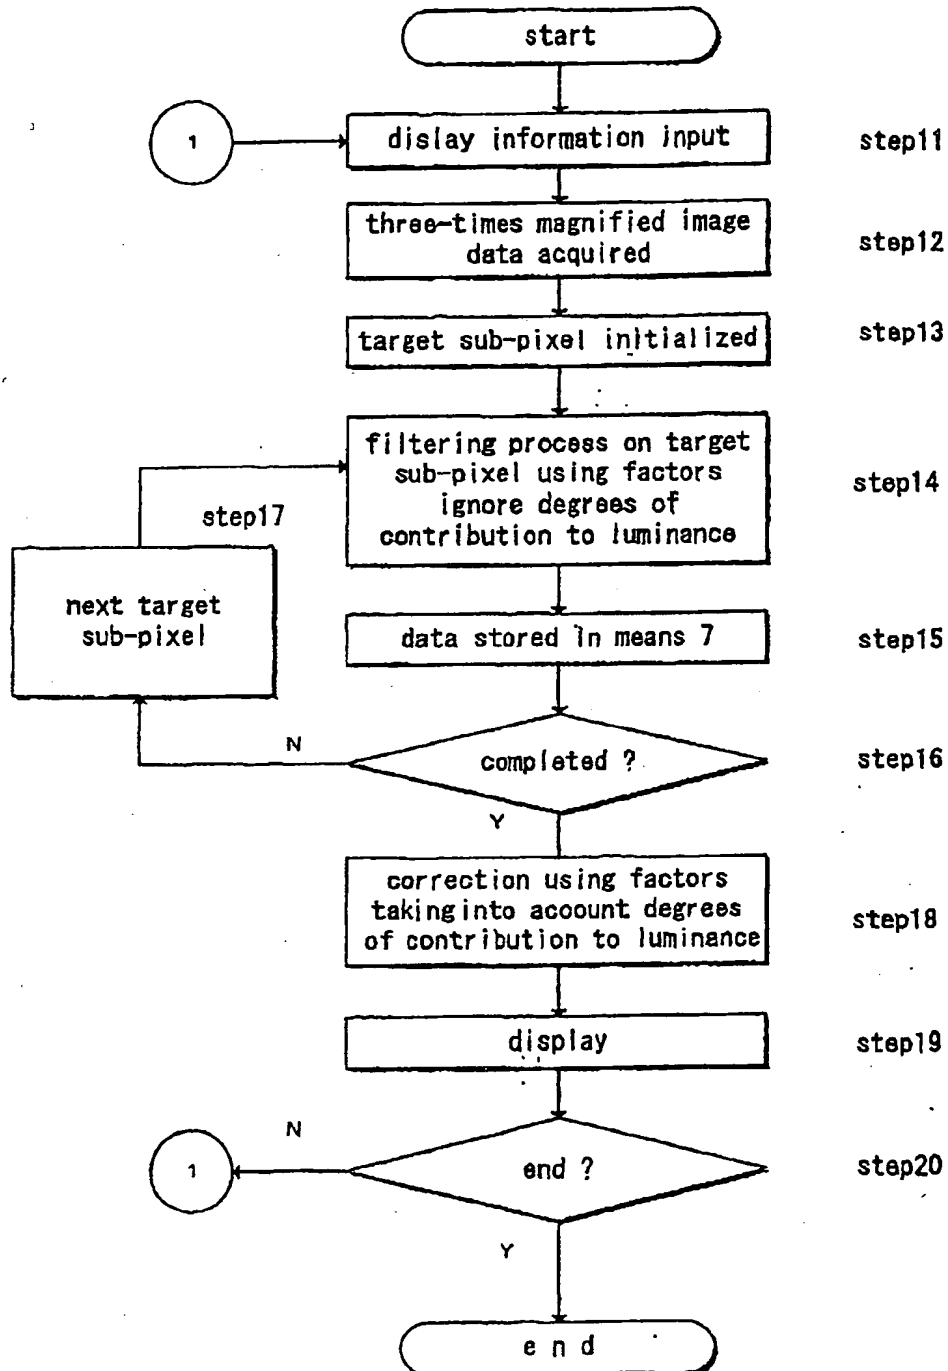 start
1
dislay information input
step11
three-times magnified image
data acquired
step12
target sub-pixel initialized
step13
filtering process on target
sub-pixel using factors
ignore degrees of
contribution to luminance
step14
step17
next target
sub-pixel
data stored in means 7
step15
N
completed ?
step16
Y
correction using factors
taking into account degrees
of contribution to luminance
step18
display
step19
N
1
end ?
step20
Y
end